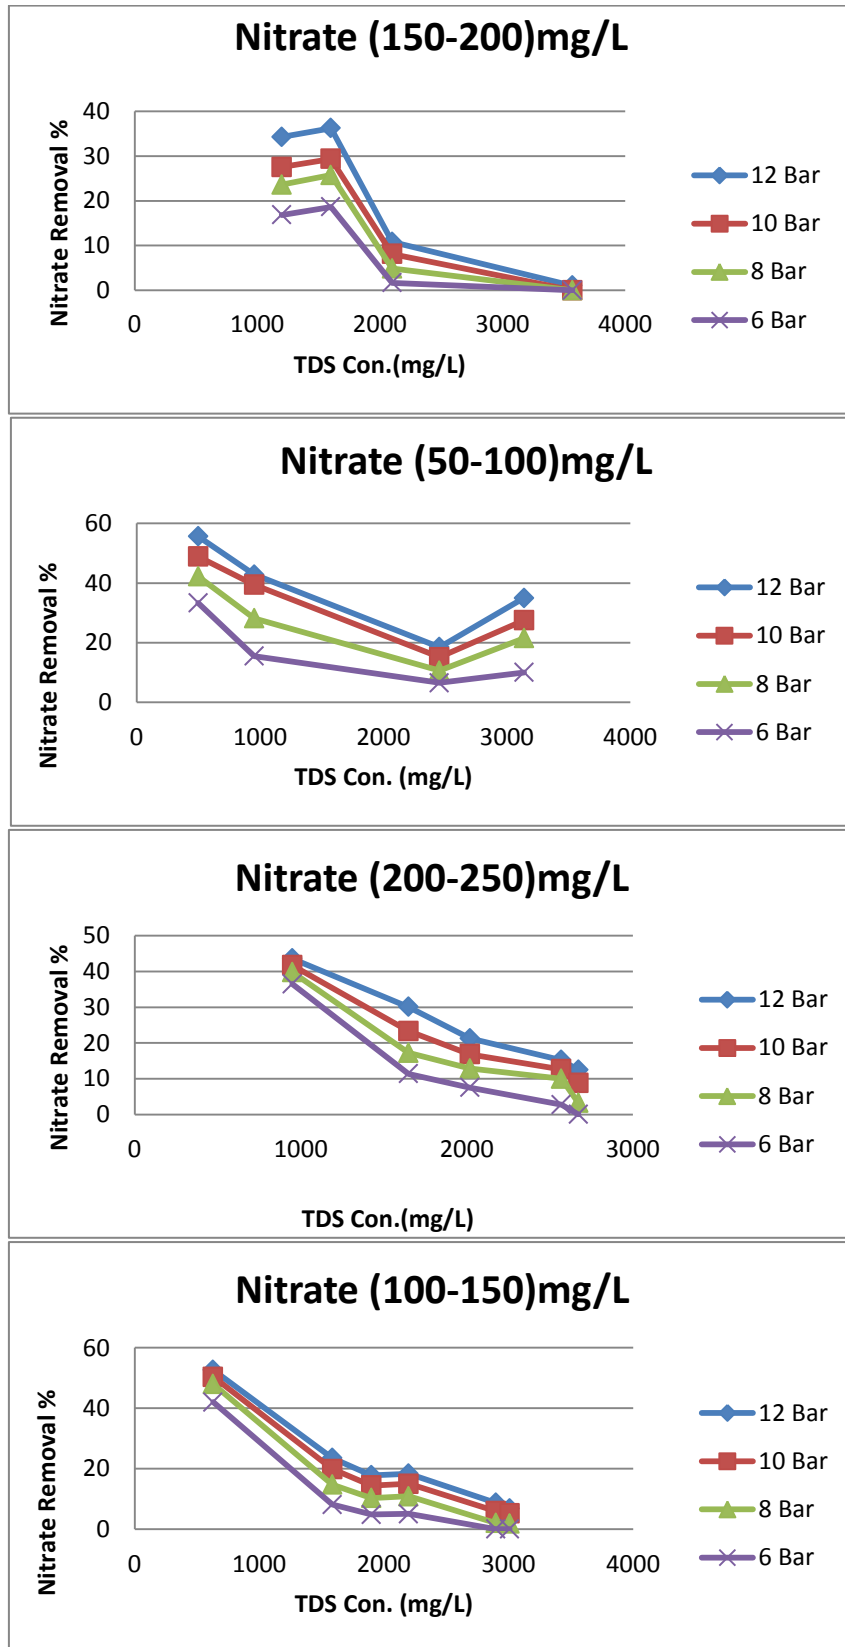 Nitrate (150-200)mg/L
Nitrate Removal %
40
30
20
10
0
0 1000 2000 3000 4000
TDS Con.(mg/L)
12 Bar
10 Bar
8 Bar
6 Bar
Nitrate (50-100)mg/L
Nitrate Removal %
60
40
20
0
0 1000 2000 3000 4000
TDS Con. (mg/L)
12 Bar
10 Bar
8 Bar
6 Bar
Nitrate (200-250)mg/L
Nitrate Removal %
50
40
30
20
10
0
0 1000 2000 3000
TDS Con.(mg/L)
12 Bar
10 Bar
8 Bar
6 Bar
Nitrate (100-150)mg/L
Nitrate Removal %
60
40
20
0
0 1000 2000 3000 4000
TDS Con.(mg/L)
12 Bar
10 Bar
8 Bar
6 Bar